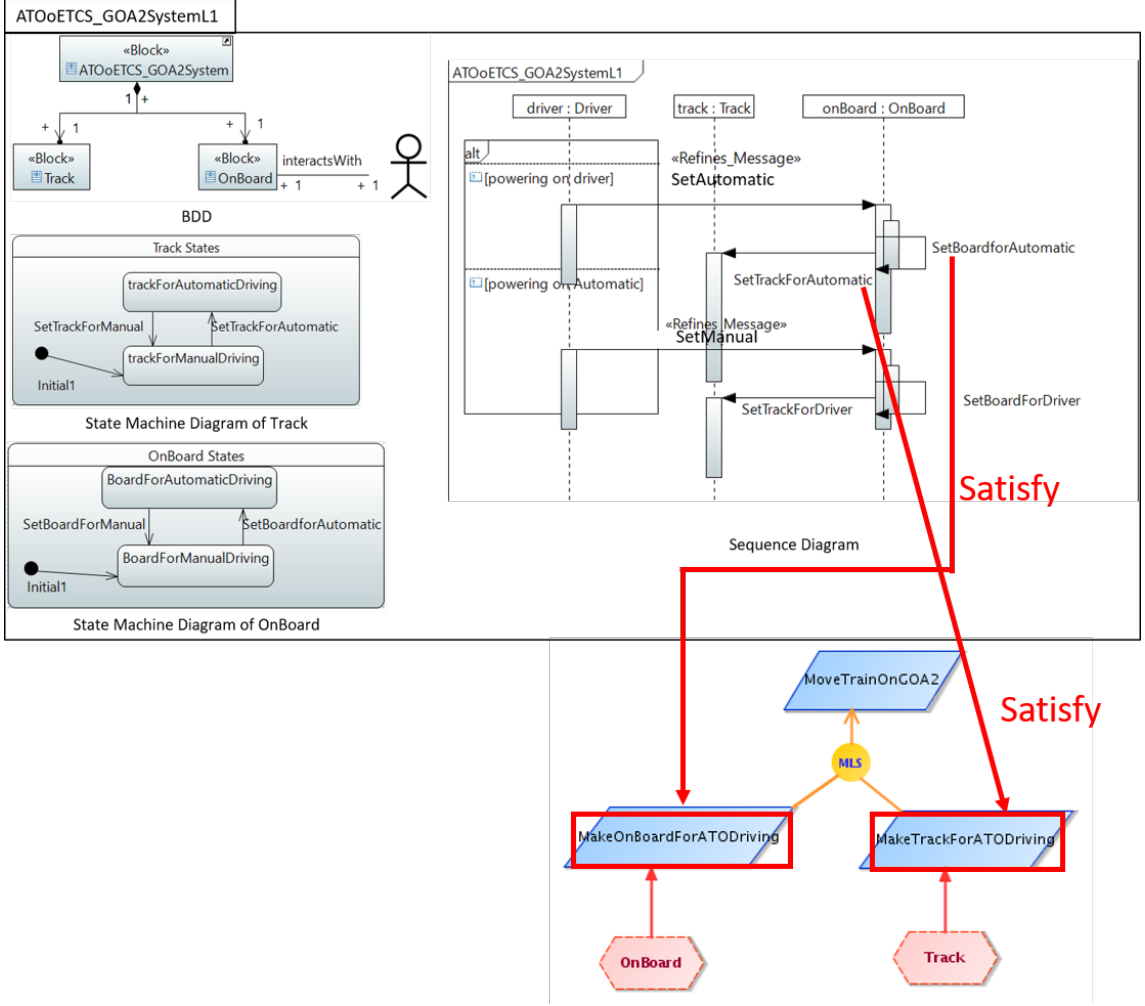 ATOoETCS_GOA2SystemL1
«Block»
ATOoETCS_GOA2System
1 +
+ 1
+ 1
«Block»
Track
«Block»
OnBoard
interactsWith
+ 1
+ 1
BDD
Track States
trackForAutomaticDriving
SetTrackForManual
SetTrackForAutomatic
trackForManualDriving
Initial1
State Machine Diagram of Track
OnBoard States
BoardForAutomaticDriving
SetBoardForManual
SetBoardforAutomatic
BoardForManualDriving
Initial1
State Machine Diagram of OnBoard
ATOoETCS_GOA2SystemL1
driver : Driver
track : Track
onBoard : OnBoard
alt
«Refines_Message»
[powering on driver]
SetAutomatic
SetBoardforAutomatic
SetTrackForAutomatic
[powering on Automatic]
«Refines_Message»
SetManual
SetBoardForDriver
SetTrackForDriver
Satisfy
Sequence Diagram
MoveTrainOnGOA2
Satisfy
MLS
MakeOnBoardForATODriving
MakeTrackForATODriving
OnBoard
Track